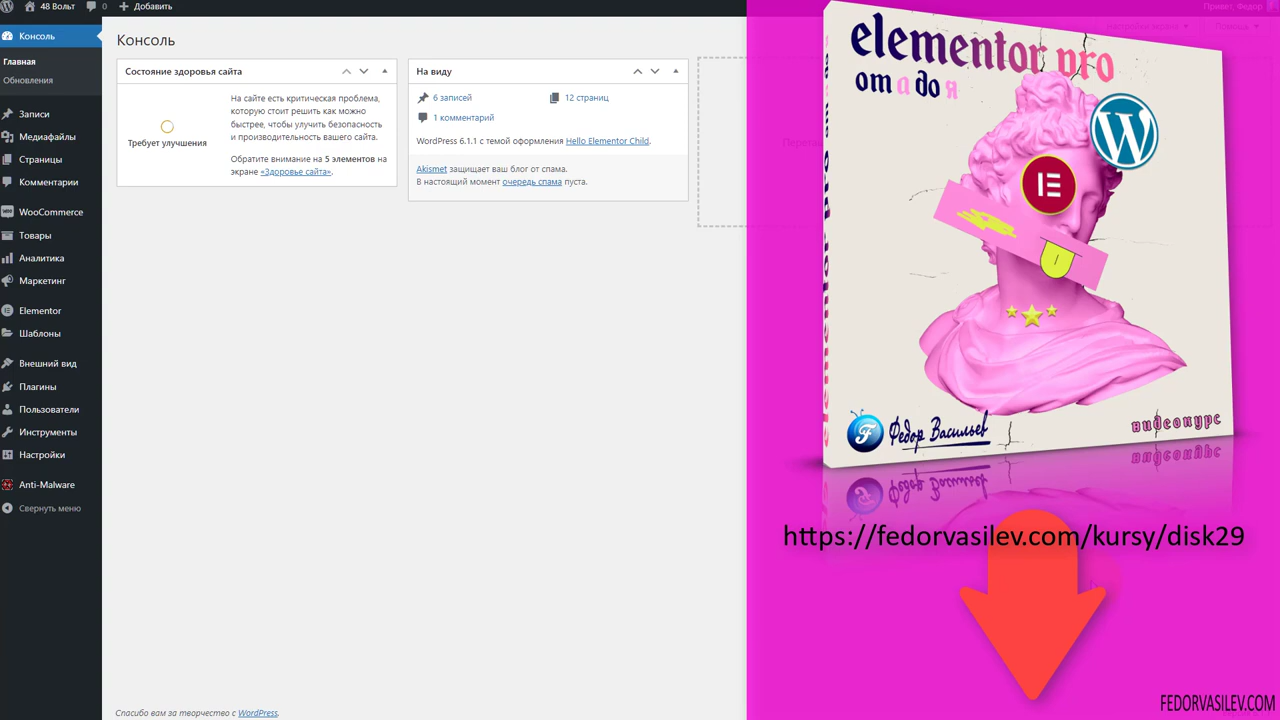 48 Вольт
0
Добавить
Привет, Федор
Настройки экрана
Помощь
Консоль
Главная
Обновления
Записи
Медиафайлы
Страницы
Комментарии
WooCommerce
Товары
Аналитика
Маркетинг
Elementor
Шаблоны
Внешний вид
Плагины
Пользователи
Инструменты
Настройки
Anti-Malware
Свернуть меню
Консоль
Состояние здоровья сайта
Требует улучшения
На сайте есть критическая проблема,
которую стоит решить как можно
быстрее, чтобы улучшить безопасность
и производительность вашего сайта.
Обратите внимание на 5 элементов на
экране «Здоровье сайта».
На виду
6 записей
12 страниц
1 комментарий
WordPress 6.1.1 с темой оформления Hello Elementor Child.
Akismet защищает ваш блог от спама.
В настоящий момент очередь спама пуста.
Спасибо вам за творчество с WordPress.
elementor pro
от а до я
Федор Васильев
видеокурс
https://fedorvasilev.com/kursy/disk29
FEDORVASILEV.COM